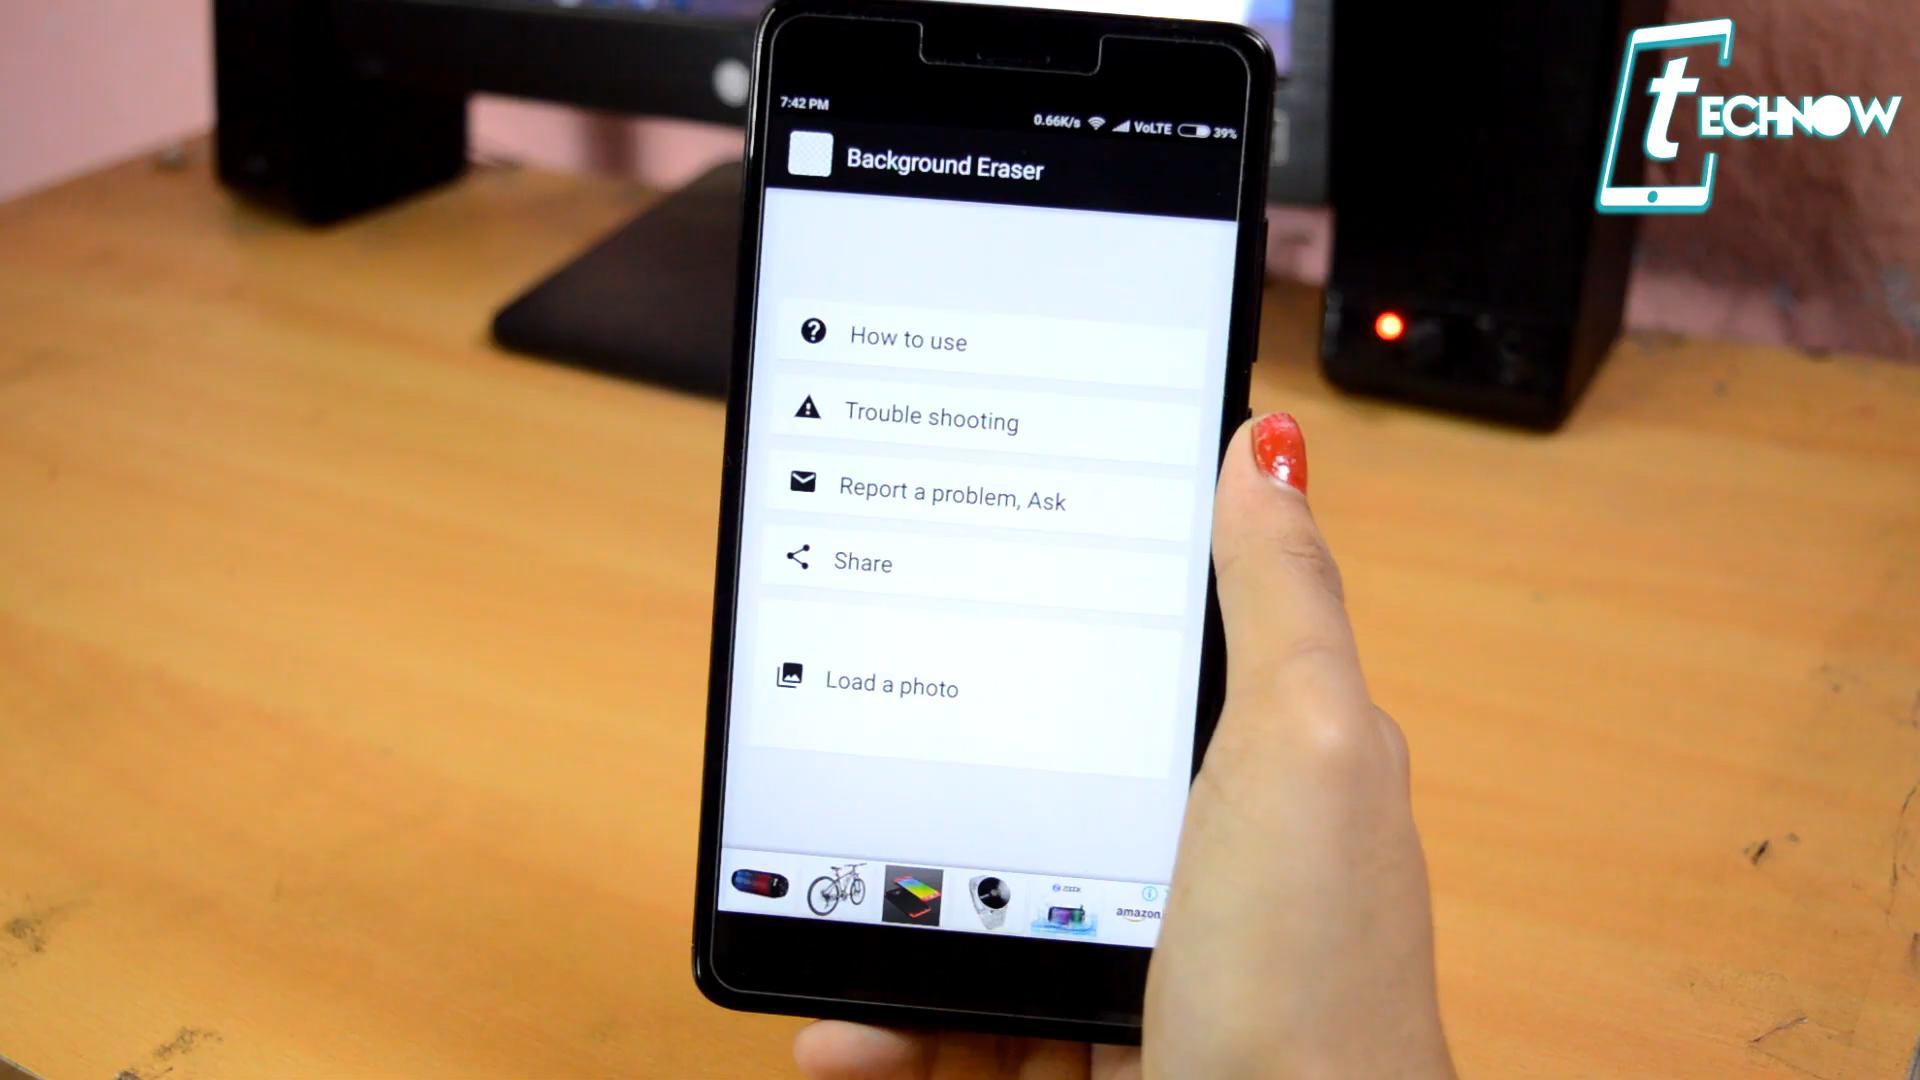 tECHNOW
7:42 PM
0.66K/s VoLTE 39%
Background Eraser
How to use
Trouble shooting
Report a problem, Ask
Share
Load a photo
amazon